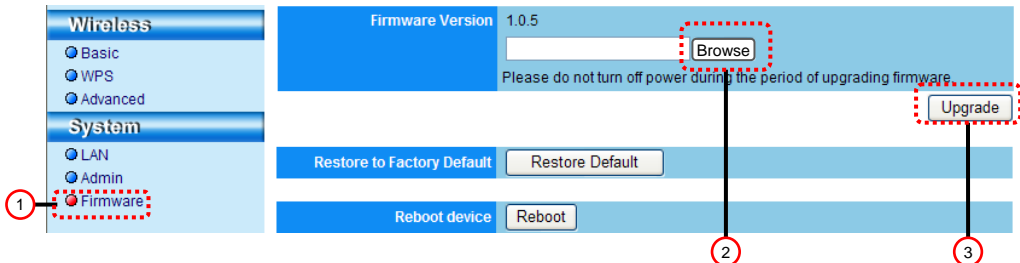 Wireless
Basic
WPS
Advanced
System
LAN
Admin
Firmware
1
Firmware Version 1.0.5
Browse
Please do not turn off power during the period of upgrading firmware.
Upgrade
Restore to Factory Default Restore Default
Reboot device Reboot
2
3